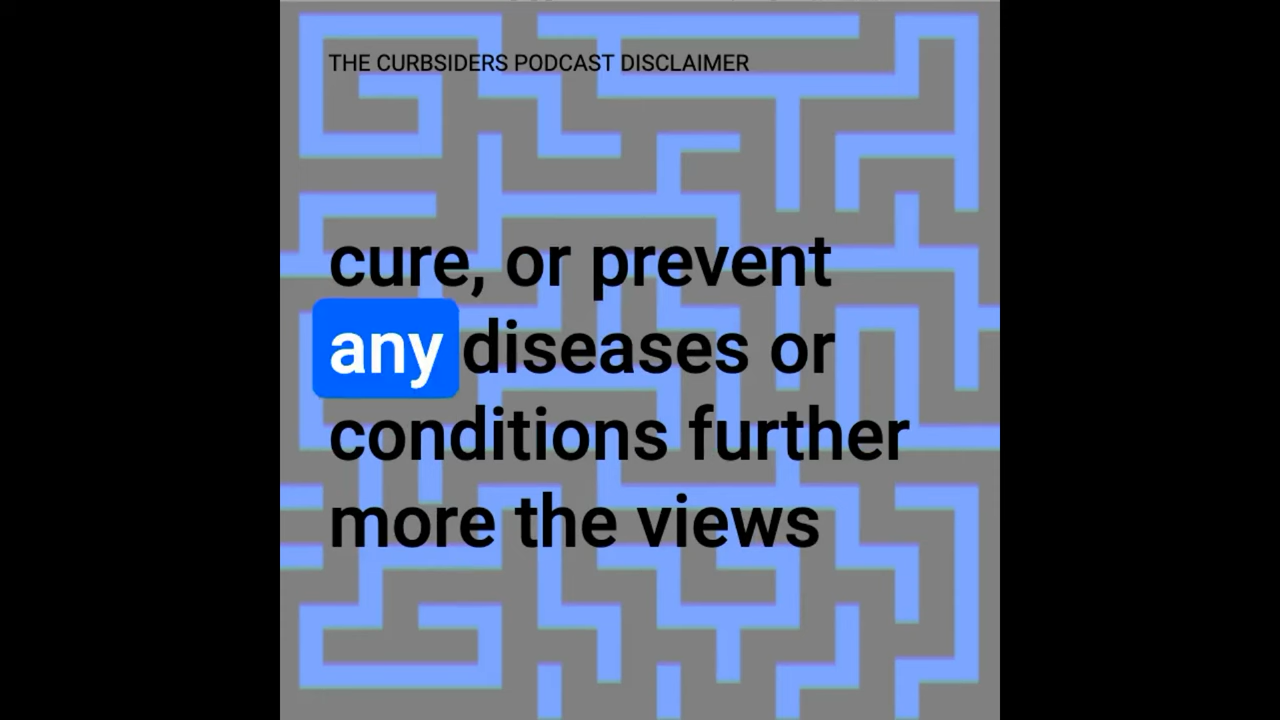 THE CURBSIDERS PODCAST DISCLAIMER
cure, or prevent
any diseases or
conditions further
more the views